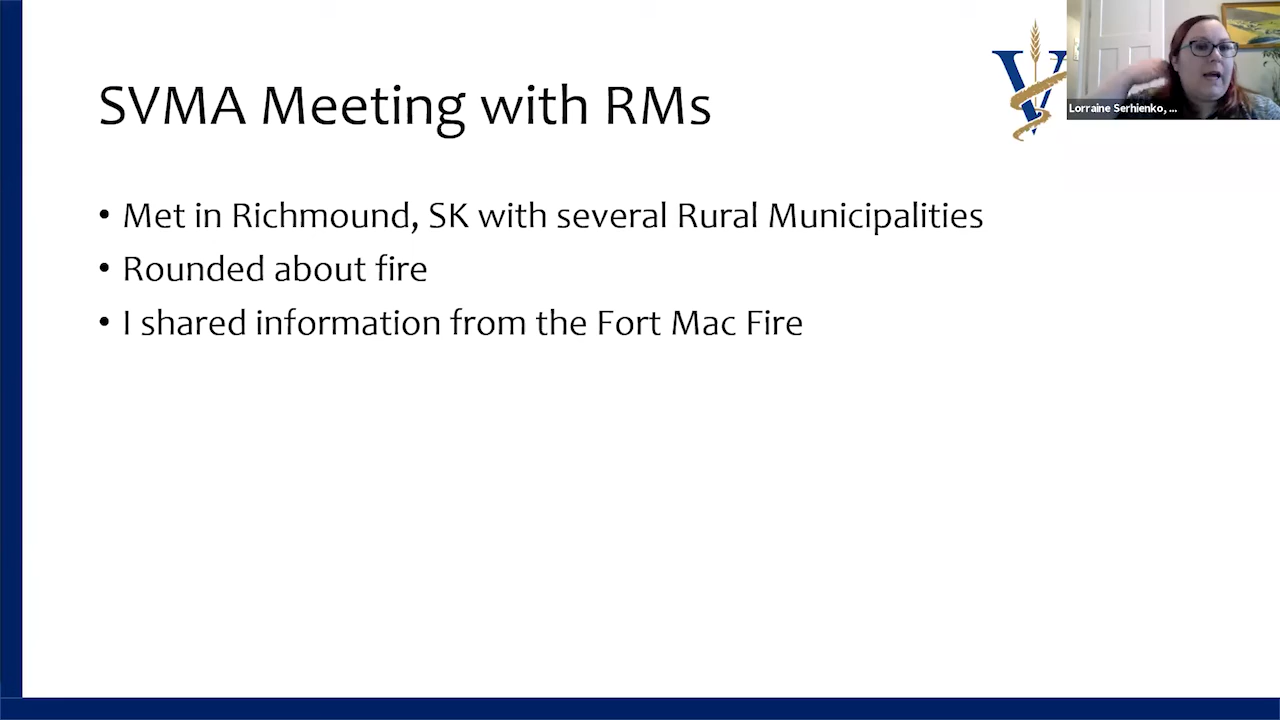 SVMA Meeting with RMs
Lorraine Serhienko, ...
• Met in Richmound, SK with several Rural Municipalities
• Rounded about fire
• I shared information from the Fort Mac Fire